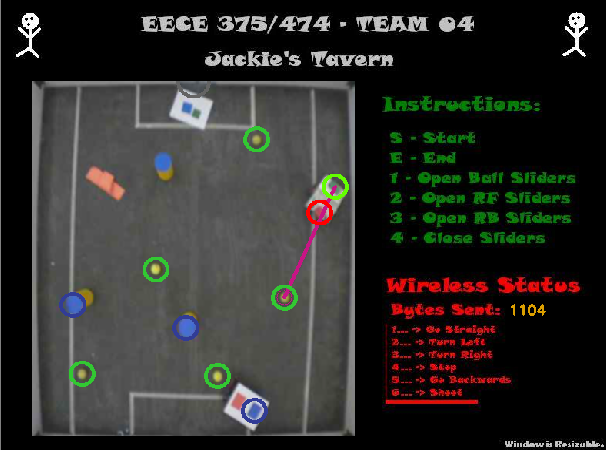 EECE 375/474 - TEAM 04
Jackie's Tavern
Instructions:
S - Start
E - End
1 - Open Ball Sliders
2 - Open RF Sliders
3 - Open RB Sliders
4 - Close Sliders
Wireless Status
Bytes Sent: 1104
1... -> Go Straight
2... -> Turn Left
3... -> Turn Right
4... -> Stop
5... -> Go Backwards
6... -> Shoot
Window is Resizable.